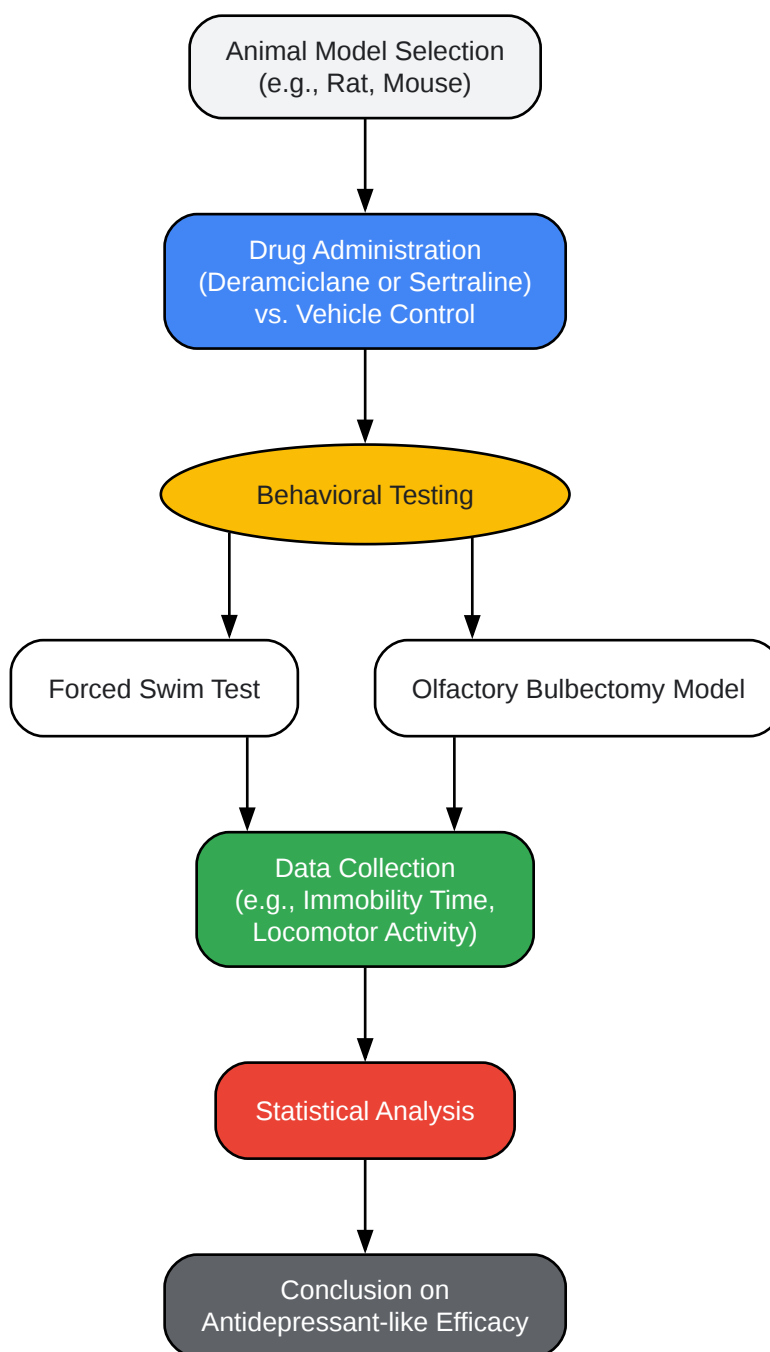 Animal Model Selection
(e.g., Rat, Mouse)
Drug Administration
(Deramciclane or Sertraline)
vs. Vehicle Control
Behavioral Testing
Forced Swim Test
Olfactory Bulbectomy Model
Data Collection
(e.g., Immobility Time,
Locomotor Activity)
Statistical Analysis
Conclusion on
Antidepressant-like Efficacy